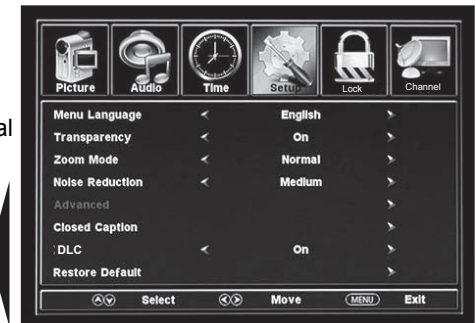 al
Picture Audio Time Setup Lock Channel
Menu Language English
Transparency On
Zoom Mode Normal
Noise Reduction Medium
Advanced
Closed Caption
DLC On
Restore Default
Select Move MENU Exit